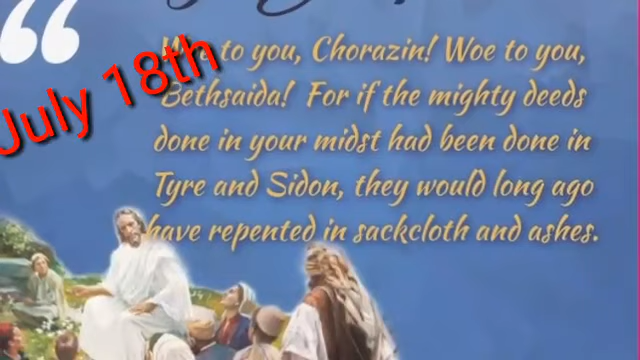 Woe to you, Chorazin! Woe to you,
July 18th
Bethsaida! For if the mighty deeds
done in your midst had been done in
Tyre and Sidon, they would long ago
have repented in sackcloth and ashes.